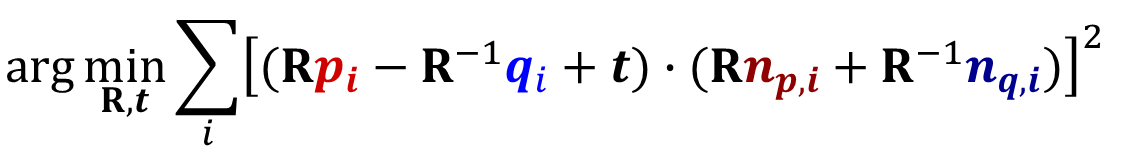 arg min_{R,t} ∑_i [(Rp_i − R^{−1}q_i + t) · (Rn_{p,i} + R^{−1}n_{q,i})]^2